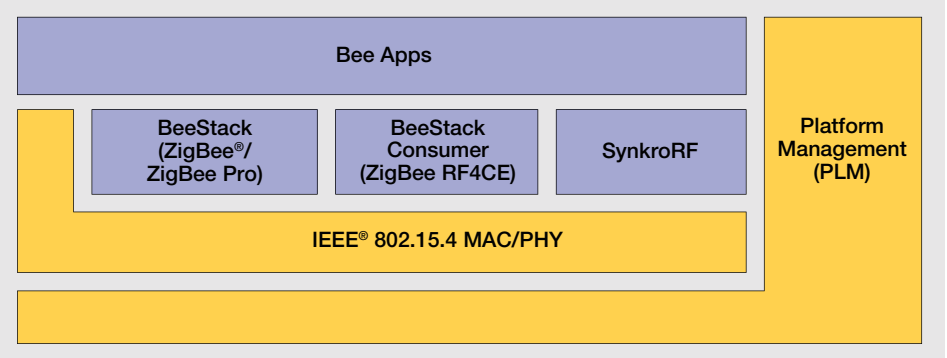 Bee Apps
BeeStack
(ZigBee®/
ZigBee Pro)
BeeStack
Consumer
(ZigBee RF4CE)
SynkroRF
Platform
Management
(PLM)
IEEE® 802.15.4 MAC/PHY